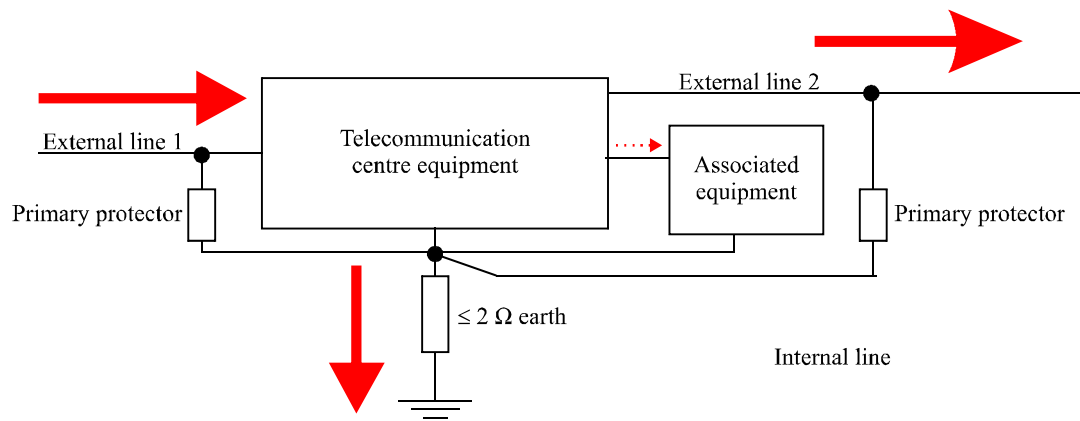 External line 2
External line 1
Telecommunication
centre equipment
Associated
equipment
Primary protector
Primary protector
≤ 2 Ω earth
Internal line